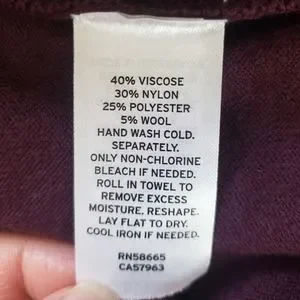 40% VISCOSE
30% NYLON
25% POLYESTER
5% WOOL
HAND WASH COLD.
SEPARATELY.
ONLY NON-CHLORINE
BLEACH IF NEEDED.
ROLL IN TOWEL TO
REMOVE EXCESS
MOISTURE. RESHAPE.
LAY FLAT TO DRY.
COOL IRON IF NEEDED.
RN58665
CA57963